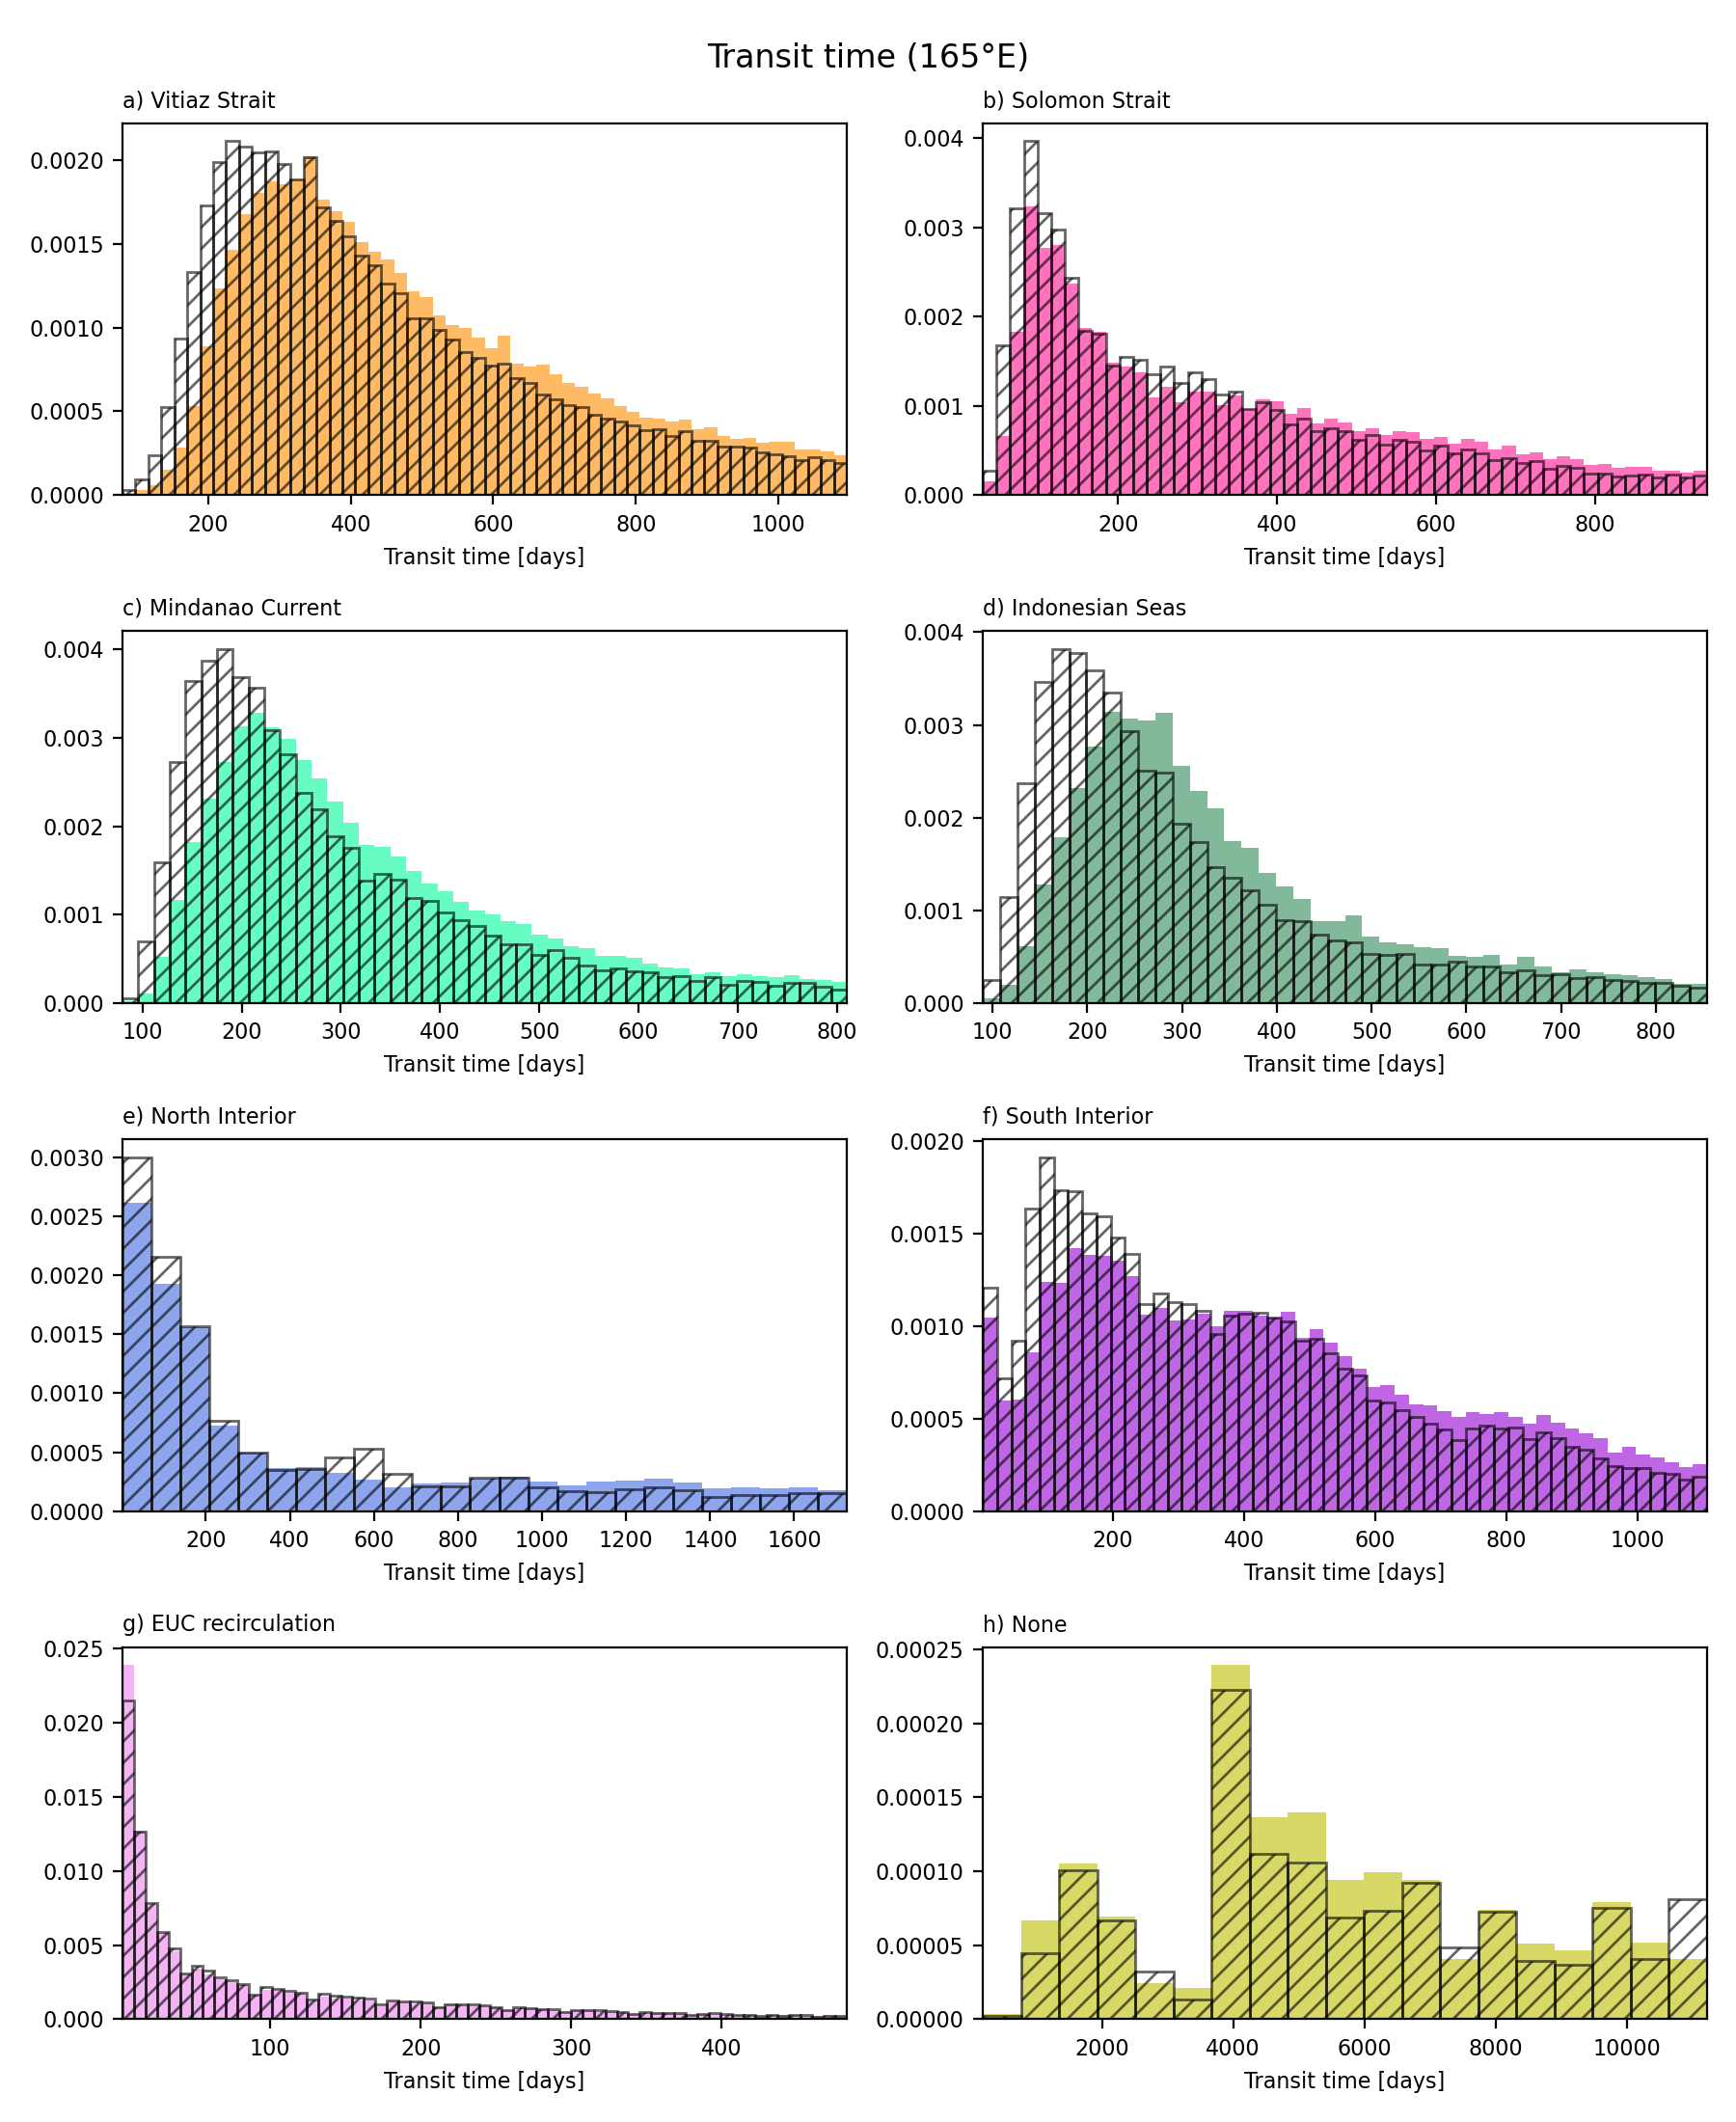 Transit time (165°E)
a) Vitiaz Strait
0.0020
0.0015
0.0010
0.0005
0.0000
200 400 600 800 1000
Transit time [days]
b) Solomon Strait
0.004
0.003
0.002
0.001
0.000
200 400 600 800
Transit time [days]
c) Mindanao Current
0.004
0.003
0.002
0.001
0.000
100 200 300 400 500 600 700 800
Transit time [days]
d) Indonesian Seas
0.004
0.003
0.002
0.001
0.000
100 200 300 400 500 600 700 800
Transit time [days]
e) North Interior
0.0030
0.0025
0.0020
0.0015
0.0010
0.0005
0.0000
200 400 600 800 1000 1200 1400 1600
Transit time [days]
f) South Interior
0.0020
0.0015
0.0010
0.0005
0.0000
200 400 600 800 1000
Transit time [days]
g) EUC recirculation
0.025
0.020
0.015
0.010
0.005
0.000
100 200 300 400
Transit time [days]
h) None
0.00025
0.00020
0.00015
0.00010
0.00005
0.00000
2000 4000 6000 8000 10000
Transit time [days]